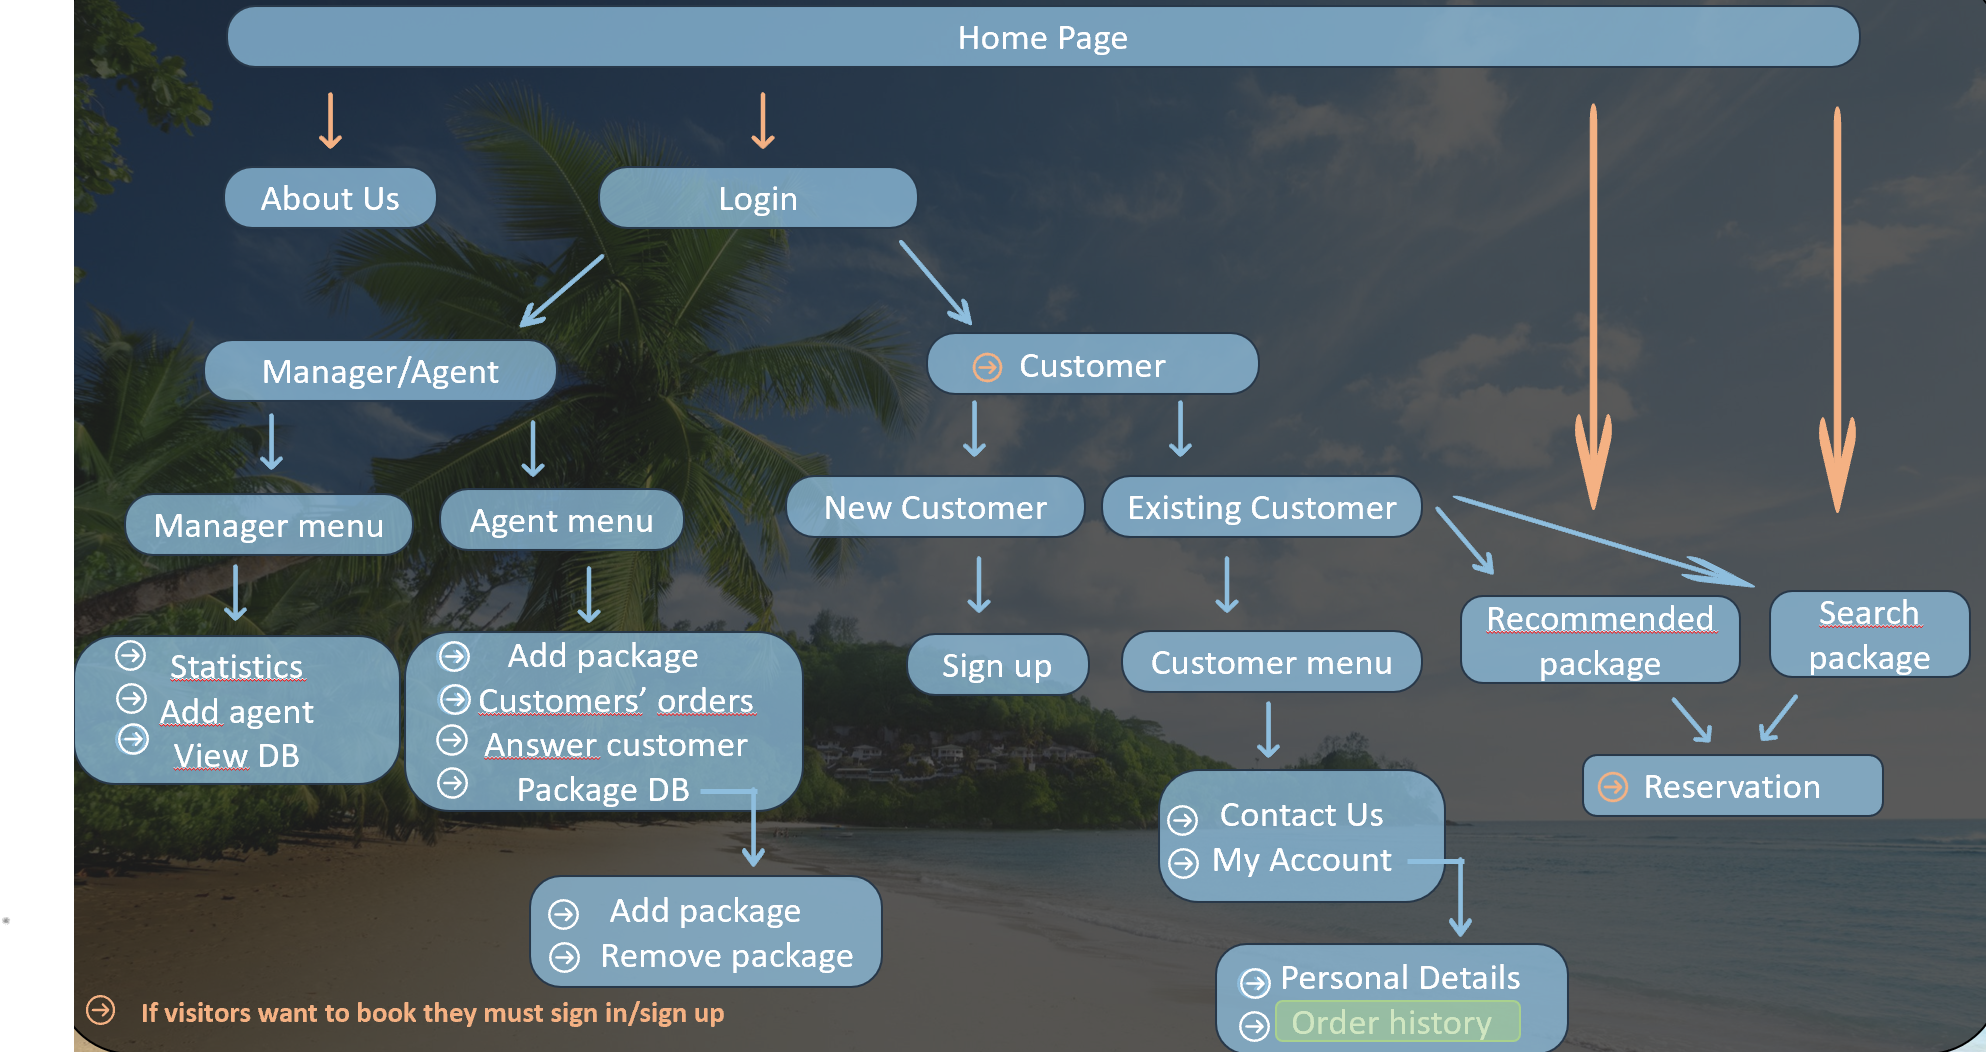 Home Page
About Us
Login
Manager/Agent
Customer
Manager menu
Agent menu
New Customer
Existing Customer
Statistics
Add agent
View DB
Add package
Customers’ orders
Answer customer
Package DB
Sign up
Customer menu
Recommended
package
Search
package
Reservation
Contact Us
My Account
Add package
Remove package
Personal Details
Order history
If visitors want to book they must sign in/sign up